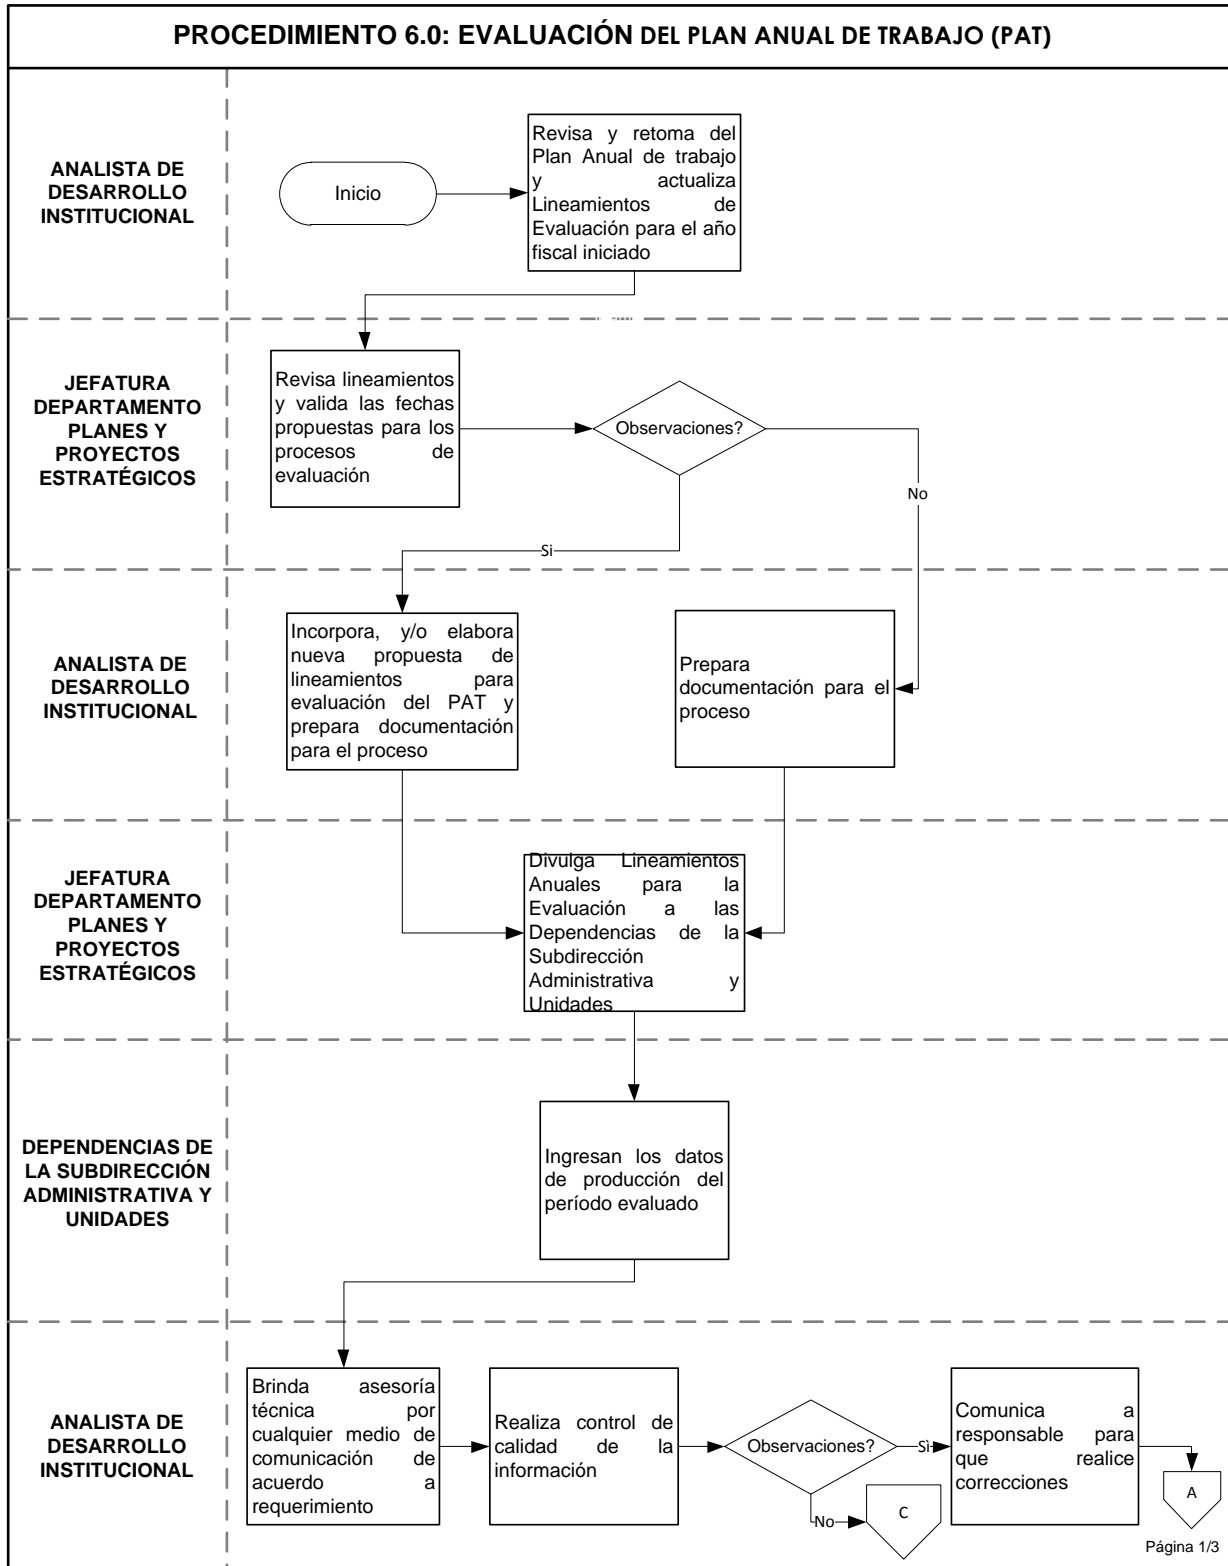 PROCEDIMIENTO 6.0: EVALUACIÓN DEL PLAN ANUAL DE TRABAJO (PAT)
ANALISTA DE
DESARROLLO
INSTITUCIONAL
Inicio
Revisa y retoma del
Plan Anual de trabajo
y actualiza
Lineamientos de
Evaluación para el año
fiscal iniciado
JEFATURA
DEPARTAMENTO
PLANES Y
PROYECTOS
ESTRATÉGICOS
Revisa lineamientos
y valida las fechas
propuestas para los
procesos de
evaluación
Observaciones?
No
Si
ANALISTA DE
DESARROLLO
INSTITUCIONAL
Incorpora, y/o elabora
nueva propuesta de
lineamientos para
evaluación del PAT y
prepara documentación
para el proceso
Prepara
documentación para el
proceso
JEFATURA
DEPARTAMENTO
PLANES Y
PROYECTOS
ESTRATÉGICOS
Divulga Lineamientos
Anuales para la
Evaluación a las
Dependencias de la
Subdirección
Administrativa y
Unidades
DEPENDENCIAS DE
LA SUBDIRECCIÓN
ADMINISTRATIVA Y
UNIDADES
Ingresan los datos
de producción del
período evaluado
ANALISTA DE
DESARROLLO
INSTITUCIONAL
Brinda asesoría
técnica por
cualquier medio de
comunicación de
acuerdo a
requerimiento
Realiza control de
calidad de la
información
Observaciones?
Sì
No
C
Comunica a
responsable para
que realice
correcciones
A
Página 1/3